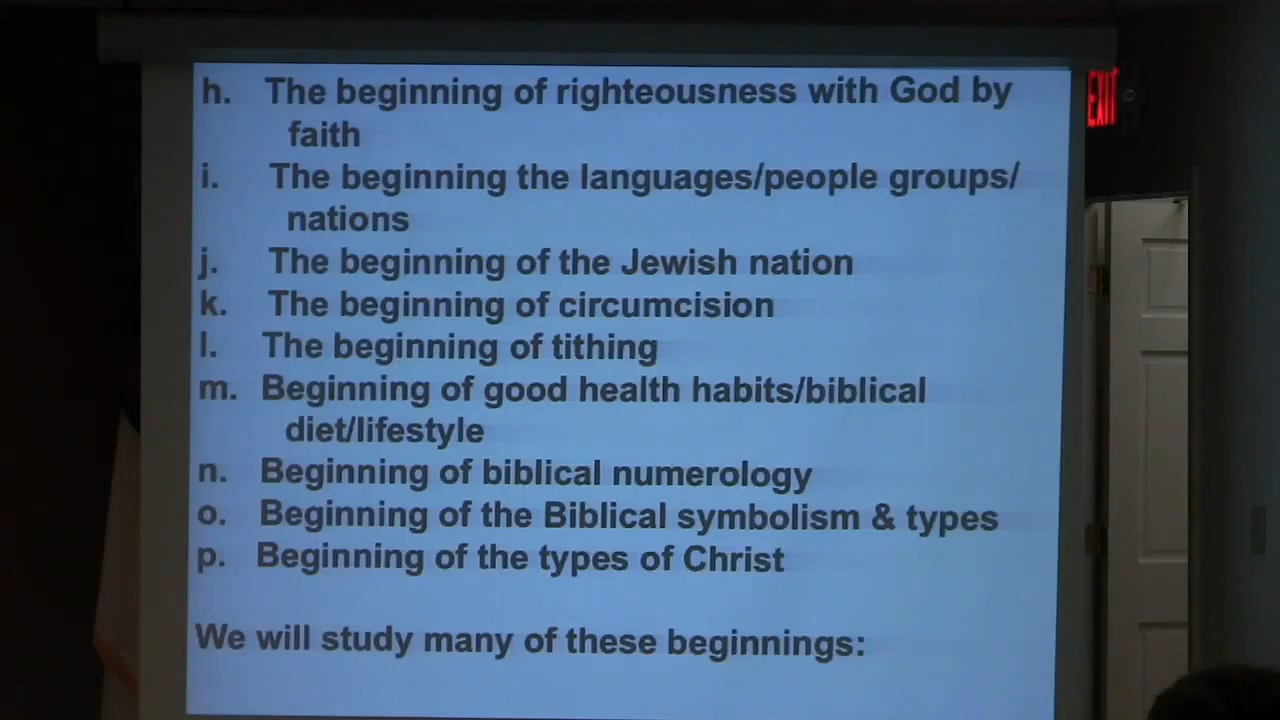 h. The beginning of righteousness with God by
faith
i. The beginning the languages/people groups/
nations
j. The beginning of the Jewish nation
k. The beginning of circumcision
l. The beginning of tithing
m. Beginning of good health habits/biblical
diet/lifestyle
n. Beginning of biblical numerology
o. Beginning of the Biblical symbolism & types
p. Beginning of the types of Christ
We will study many of these beginnings:
EXIT